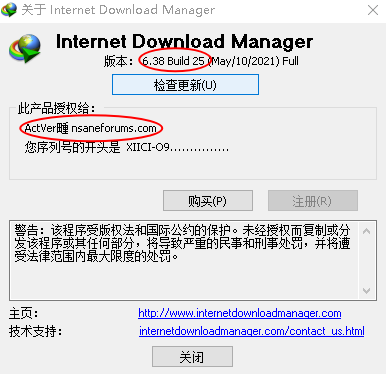 关于 Internet Download Manager
Internet Download Manager
版本: 6.38 Build 25 (May/10/2021) Full
检查更新(U)
此产品授权给:
ActVer睡 nsaneforums.com
您序列号的开头是 XIICI-O9...............
购买(P)
注册(R)
警告: 该程序受版权法和国际公约的保护。未经授权而复制或分
发该程序或其任何部分，将导致严重的民事和刑事处罚，并将遭
受法律范围内最大限度的处罚。
主页:
http://www.internetdownloadmanager.com
技术支持:
internetdownloadmanager.com/contact_us.html
关闭